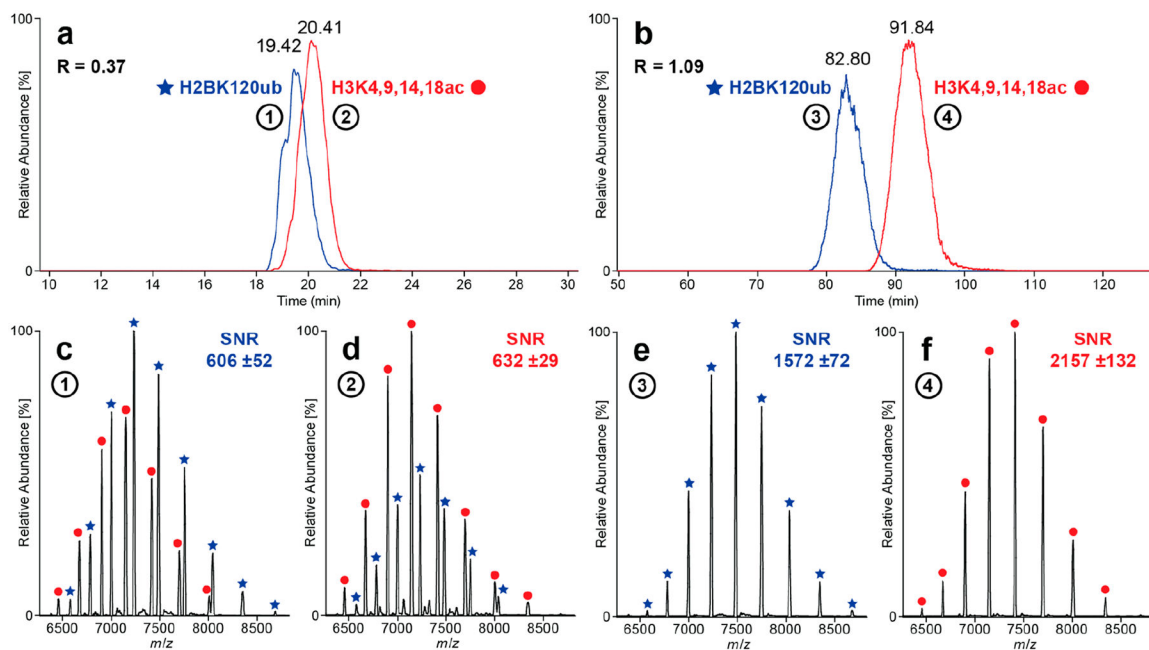 a
R = 0.37
19.42
20.41
H2BK120ub
H3K4,9,14,18ac
1
2
100
0
Relative Abundance [%]
10 12 14 16 18 20 22 24 26 28 30
Time (min)
b
R = 1.09
82.80
91.84
H2BK120ub
H3K4,9,14,18ac
3
4
100
0
Relative Abundance [%]
50 60 70 80 90 100 110 120
Time (min)
c
1
SNR
606 ±52
100
0
Relative Abundance [%]
6500 7000 7500 8000 8500
m/z
d
2
SNR
632 ±29
100
0
Relative Abundance [%]
6500 7000 7500 8000 8500
m/z
e
3
SNR
1572 ±72
100
0
Relative Abundance [%]
6500 7000 7500 8000 8500
m/z
f
4
SNR
2157 ±132
100
0
Relative Abundance [%]
6500 7000 7500 8000 8500
m/z